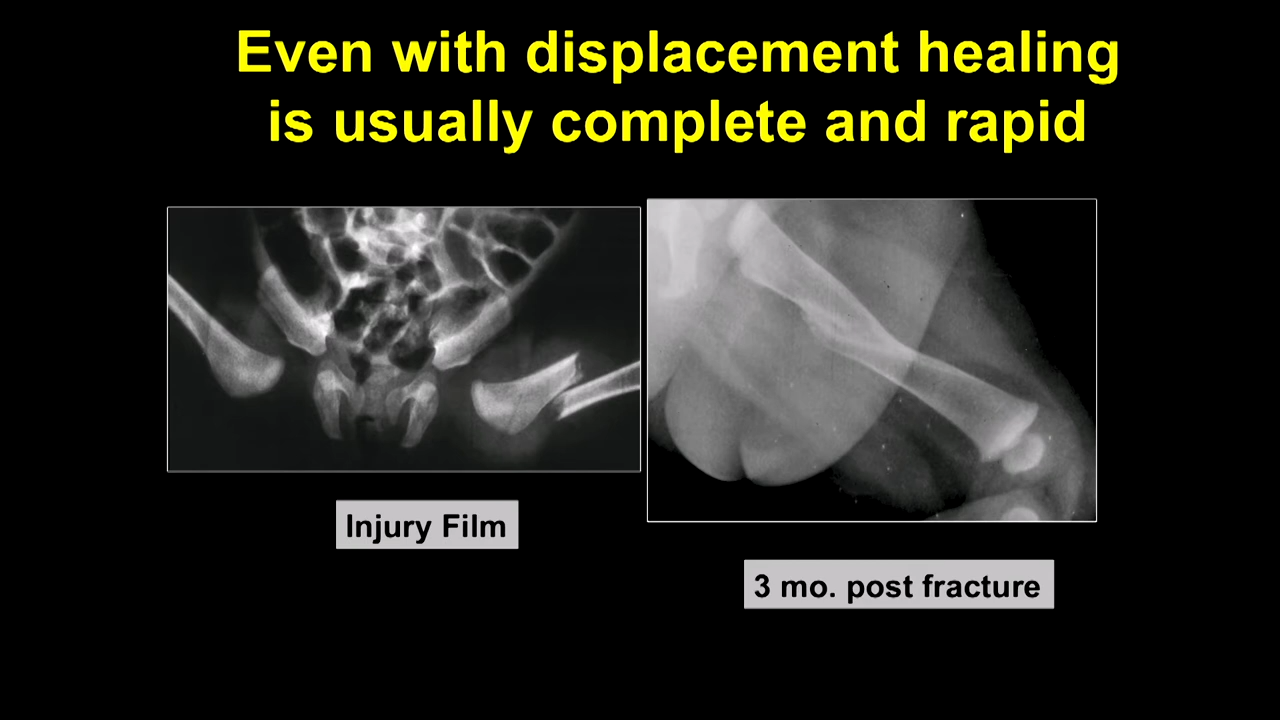 Even with displacement healing
is usually complete and rapid
Injury Film
3 mo. post fracture